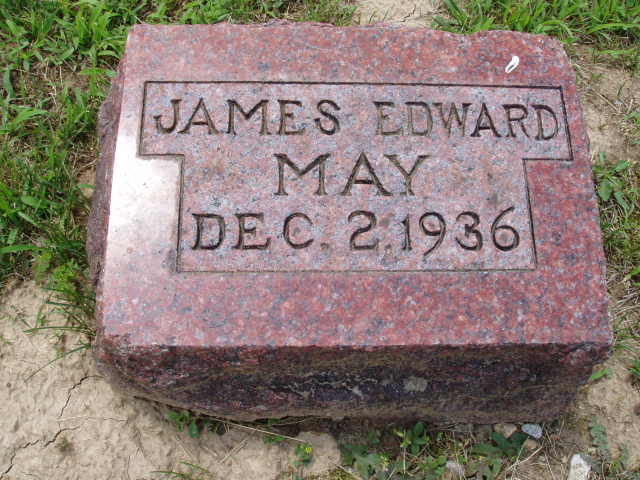 JAMES EDWARD
MAY
DEC. 2, 1936